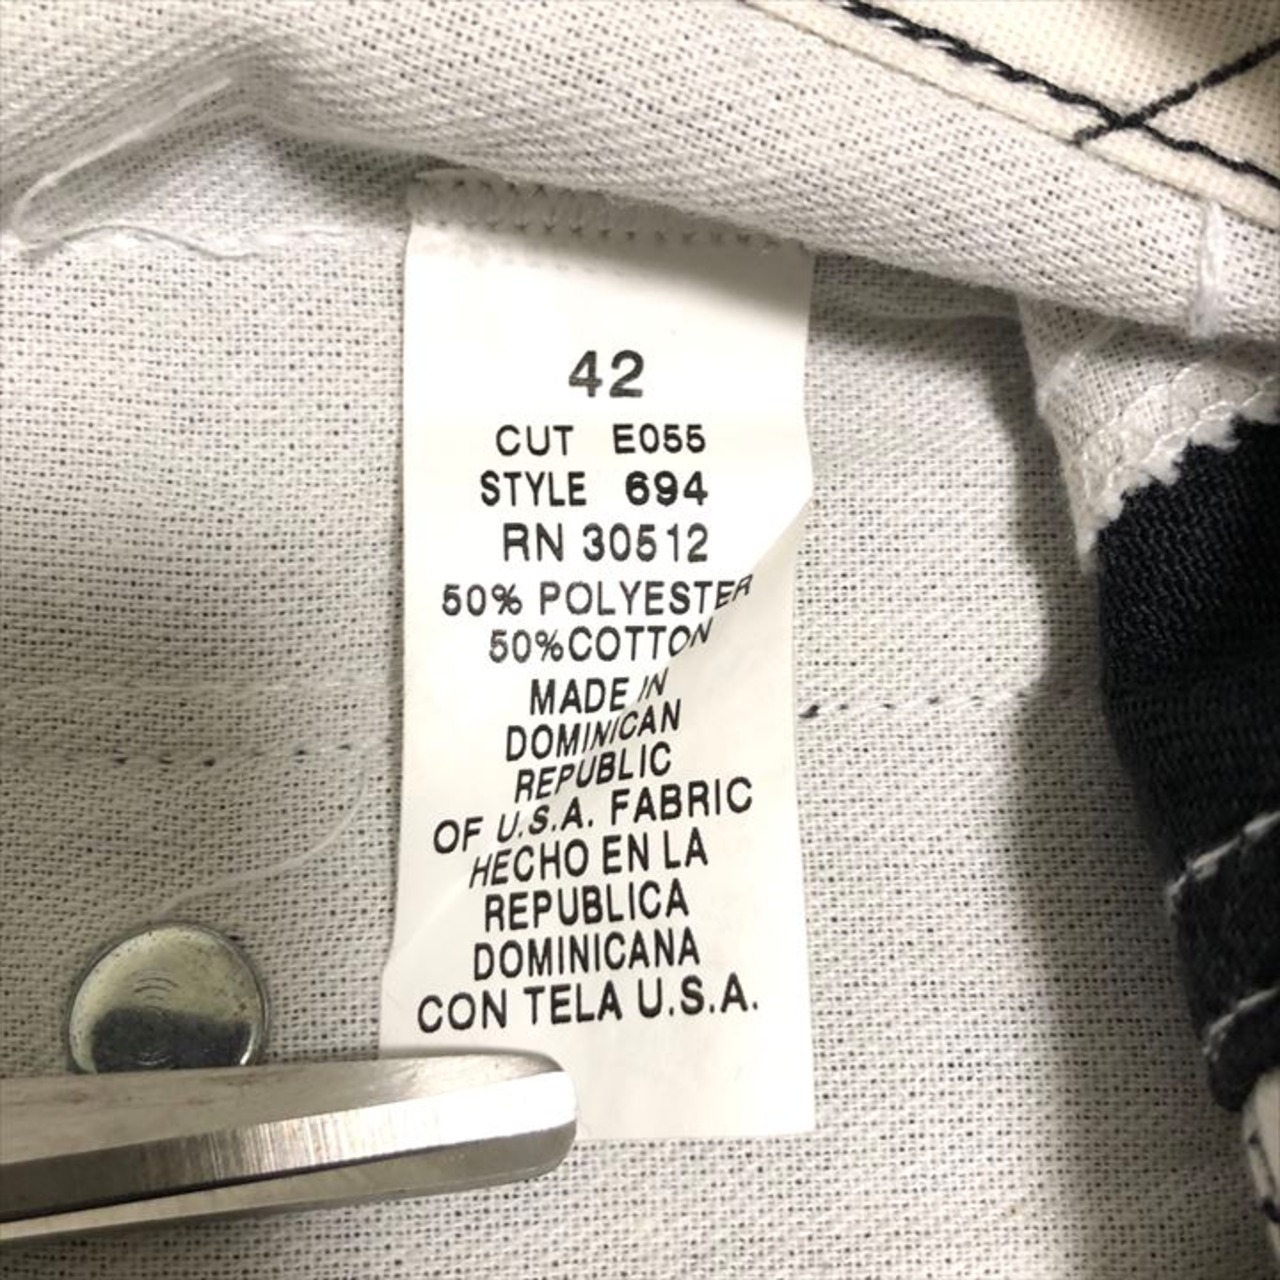 42
CUT E055
STYLE 694
RN 30512
50% POLYESTER
50%COTTON
MADE IN
DOMINICAN
REPUBLIC
OF U.S.A. FABRIC
HECHO EN LA
REPUBLICA
DOMINICANA
CON TELA U.S.A.